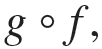 g ∘ f,